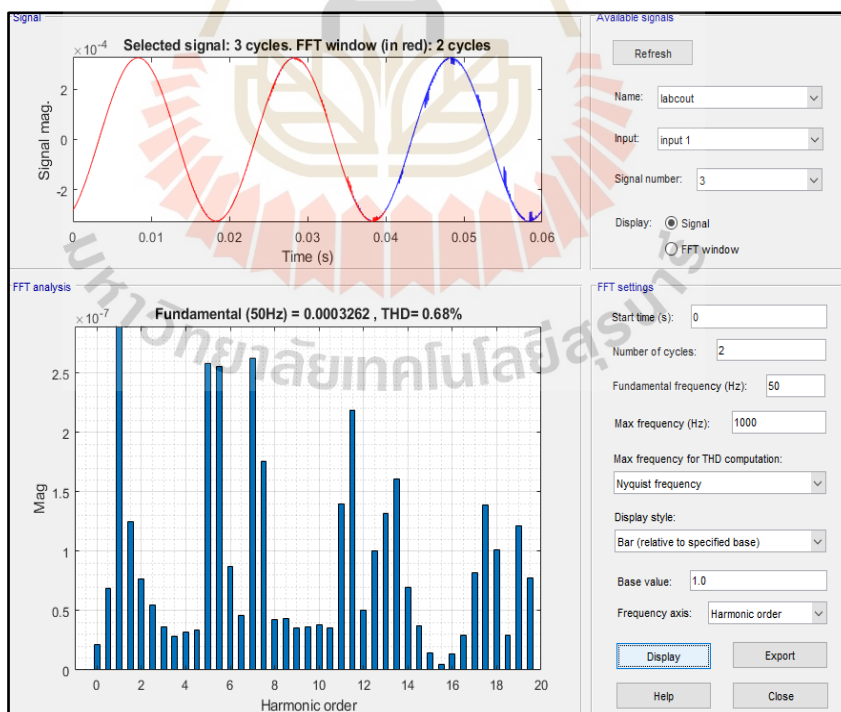 Signal
Selected signal: 3 cycles. FFT window (in red): 2 cycles
×10⁻⁴
2
0
-2
Signal mag.
0
0.01
0.02
0.03
0.04
0.05
0.06
Time (s)
Available signals
Refresh
Name:
labcout
Input:
input 1
Signal number:
3
Display:
Signal
FFT window
มหาวิทยาลัยเทคโนโลยีสุรนารี
FFT analysis
Fundamental (50Hz) = 0.0003262 , THD= 0.68%
×10⁻⁷
2.5
2
1.5
1
0.5
0
Mag
0
2
4
6
8
10
12
14
16
18
20
Harmonic order
FFT settings
Start time (s):
0
Number of cycles:
2
Fundamental frequency (Hz):
50
Max frequency (Hz):
1000
Max frequency for THD computation:
Nyquist frequency
Display style:
Bar (relative to specified base)
Base value:
1.0
Frequency axis:
Harmonic order
Display
Export
Help
Close